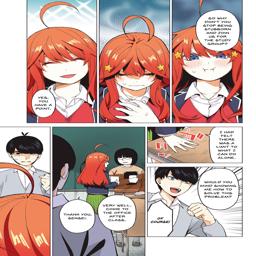 SO WHY
DON'T YOU
STOP BEING
STUBBORN
AND JOIN
US FOR
THE STUDY
GROUP?
YES,
YOU HAVE
A POINT.
I HAD
FELT
THERE WAS
A LIMIT TO
WHAT I
CAN DO
ALONE.
WOULD YOU
MIND SHOWING
ME HOW TO
SOLVE THIS
PROBLEM?
OF
COURSE!
VERY WELL,
COME TO
THE OFFICE
AFTER
CLASS.
THANK YOU,
SENSEI.